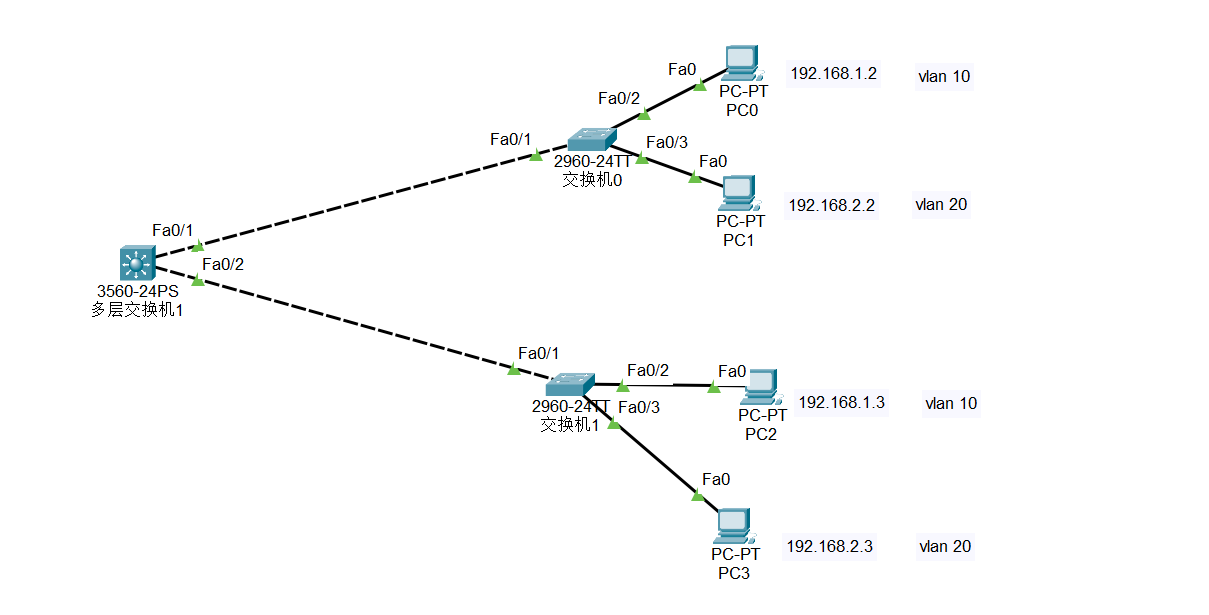 Fa0
192.168.1.2
vlan 10
PC-PT
PC0
Fa0/2
Fa0/1
Fa0/3
2960-24TT
交换机0
Fa0
192.168.2.2
vlan 20
PC-PT
PC1
Fa0/1
Fa0/2
3560-24PS
多层交换机1
Fa0/1
Fa0/2
Fa0
2960-24TT
交换机1
Fa0/3
192.168.1.3
vlan 10
PC-PT
PC2
Fa0
192.168.2.3
vlan 20
PC-PT
PC3